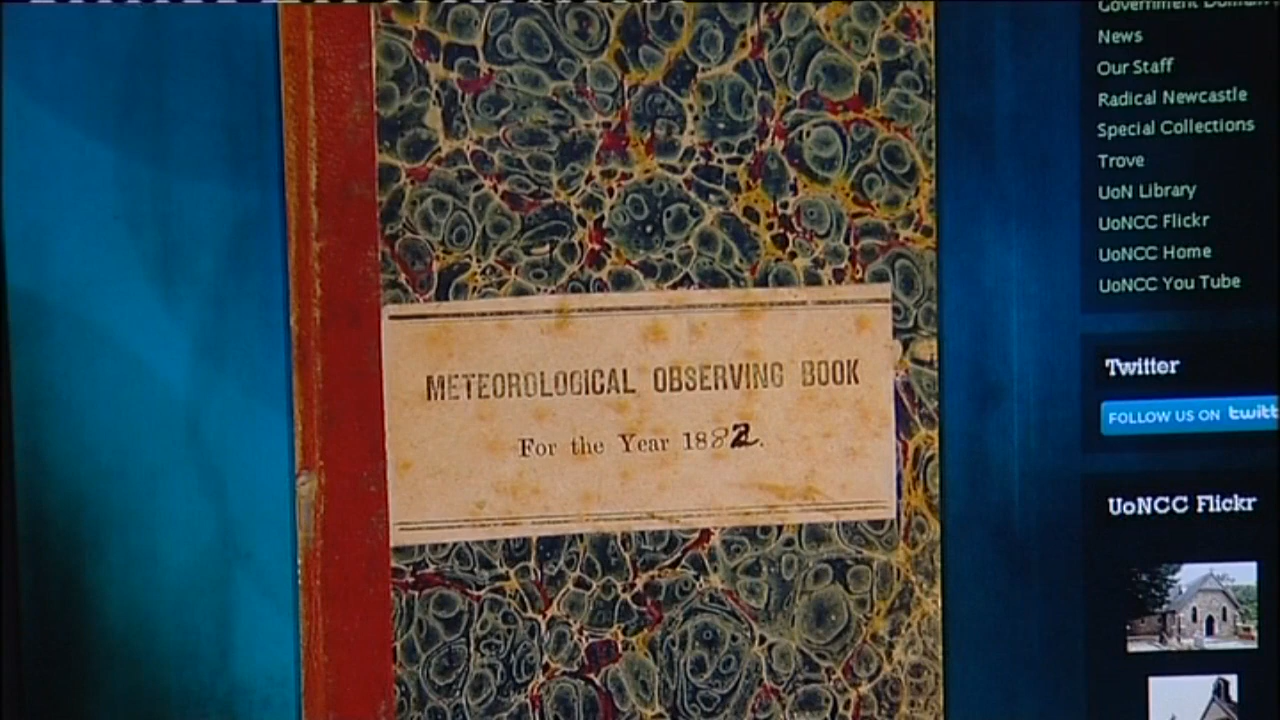 METEOROLOGICAL OBSERVING BOOK
For the Year 1882.
Government
News
Our Staff
Radical Newcastle
Special Collections
Trove
UoN Library
UoNCC Flickr
UoNCC Home
UoNCC You Tube
Twitter
FOLLOW US ON twitt
UoNCC Flickr